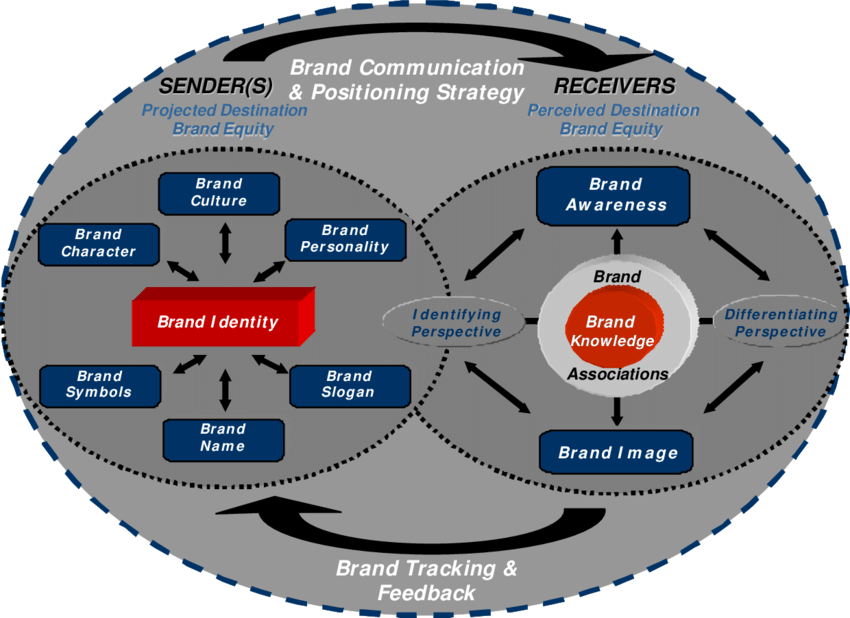 Brand Communication
& Positioning Strategy
SENDER(S)
Projected Destination
Brand Equity
RECEIVERS
Perceived Destination
Brand Equity
Brand
Culture
Brand
Character
Brand
Personality
Brand Identity
Brand
Symbols
Brand
Slogan
Brand
Name
Brand
Awareness
Identifying
Perspective
Brand
Brand
Knowledge
Associations
Differentiating
Perspective
Brand Image
Brand Tracking &
Feedback